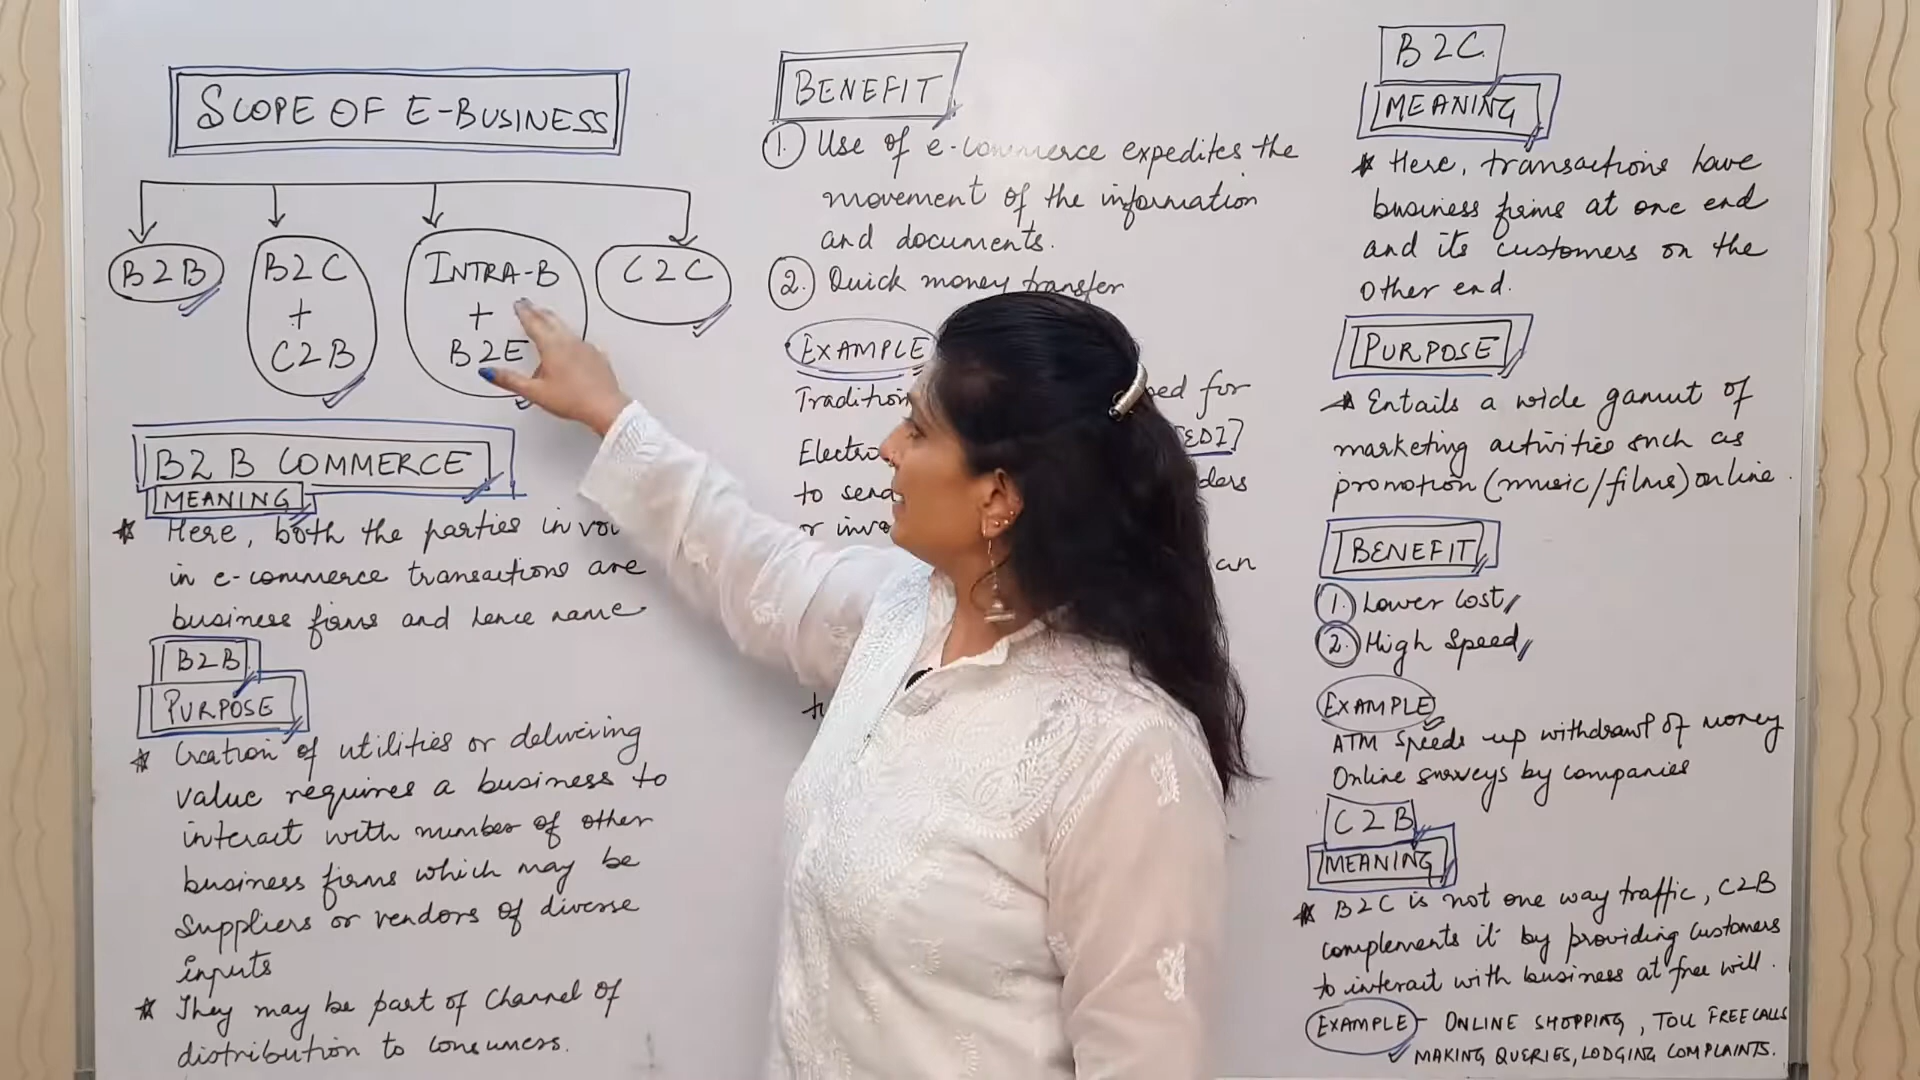 SCOPE OF E-BUSINESS
B2B
B2C
+
C2B
INTRA-B
+
B2E
C2C
B2B COMMERCE
MEANING
* Here, both the parties
in e-commerce transactions are
business firms and hence name
B2B
PURPOSE
* Creation of utilities or delivering
value requires a business to
interact with number of other
business firms which may be
suppliers or vendors of diverse
inputs
* They may be part of Channel of
distribution to consumers.
BENEFIT
1. Use of e-commerce expedites the
movement of the information
and documents.
2. Quick money transfer
EXAMPLE
for
[EDI]
to
an
B2C
MEANING
* Here, transactions have
business firms at one end
and its customers on the
other end.
PURPOSE
* Entails a wide gamut of
marketing activities such as
promotion (music/films) online.
BENEFIT
1. Lower Cost
2. High Speed
EXAMPLE
ATM speeds up withdrawl of money
Online surveys by companies
C2B
MEANING
* B2C is not one way traffic, C2B
complements it by providing customers
to interact with business at free will.
EXAMPLE - ONLINE SHOPPING, TOLL FREE CALLS
MAKING QUERIES, LODGING COMPLAINTS.